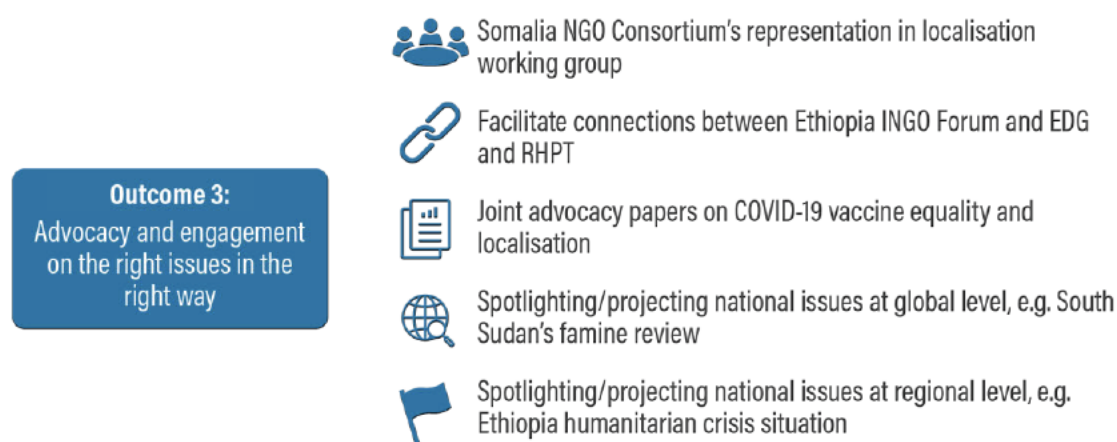 Outcome 3:
Advocacy and engagement
on the right issues in the
right way
Somalia NGO Consortium's representation in localisation
working group
Facilitate connections between Ethiopia INGO Forum and EDG
and RHPT
Joint advocacy papers on COVID-19 vaccine equality and
localisation
Spotlighting/projecting national issues at global level, e.g. South
Sudan's famine review
Spotlighting/projecting national issues at regional level, e.g.
Ethiopia humanitarian crisis situation